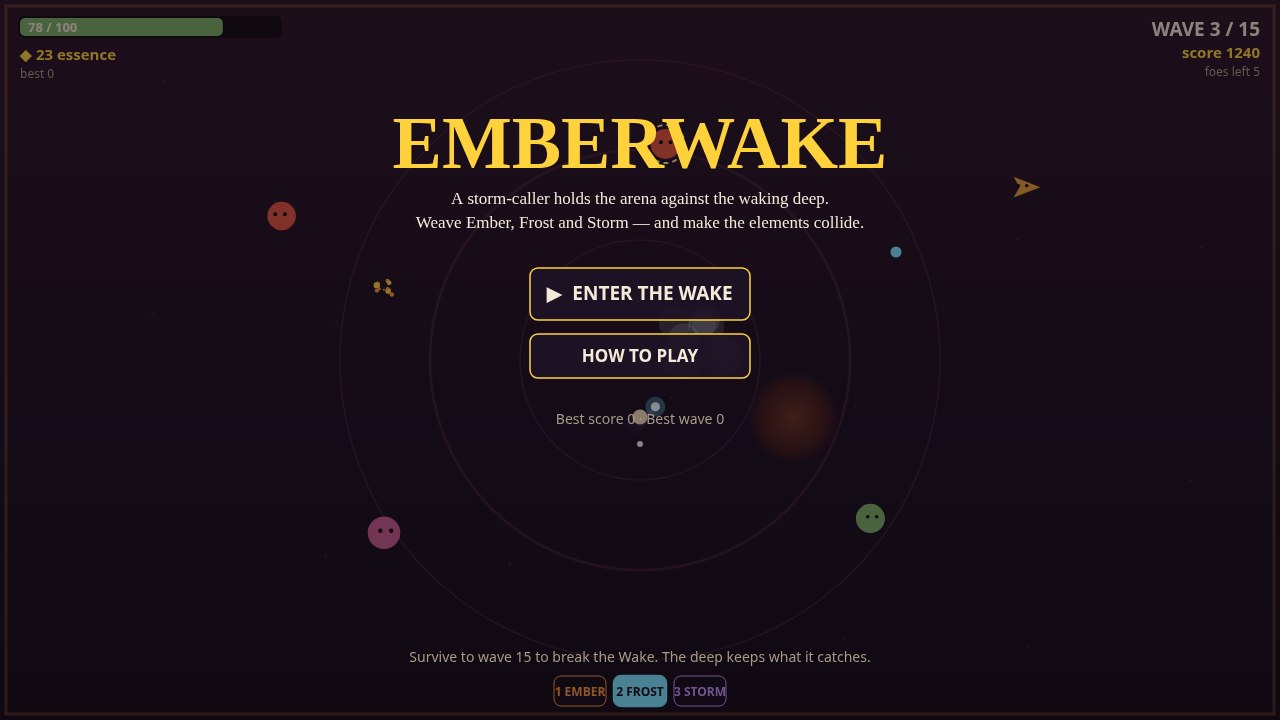 78 / 100
◆ 23 essence
best 0
WAVE 3 / 15
score 1240
foes left 5
EMBERWAKE
A storm-caller holds the arena against the waking deep.
Weave Ember, Frost and Storm — and make the elements collide.
▶ ENTER THE WAKE
HOW TO PLAY
Best score 0 · Best wave 0
Survive to wave 15 to break the Wake. The deep keeps what it catches.
1 EMBER
2 FROST
3 STORM